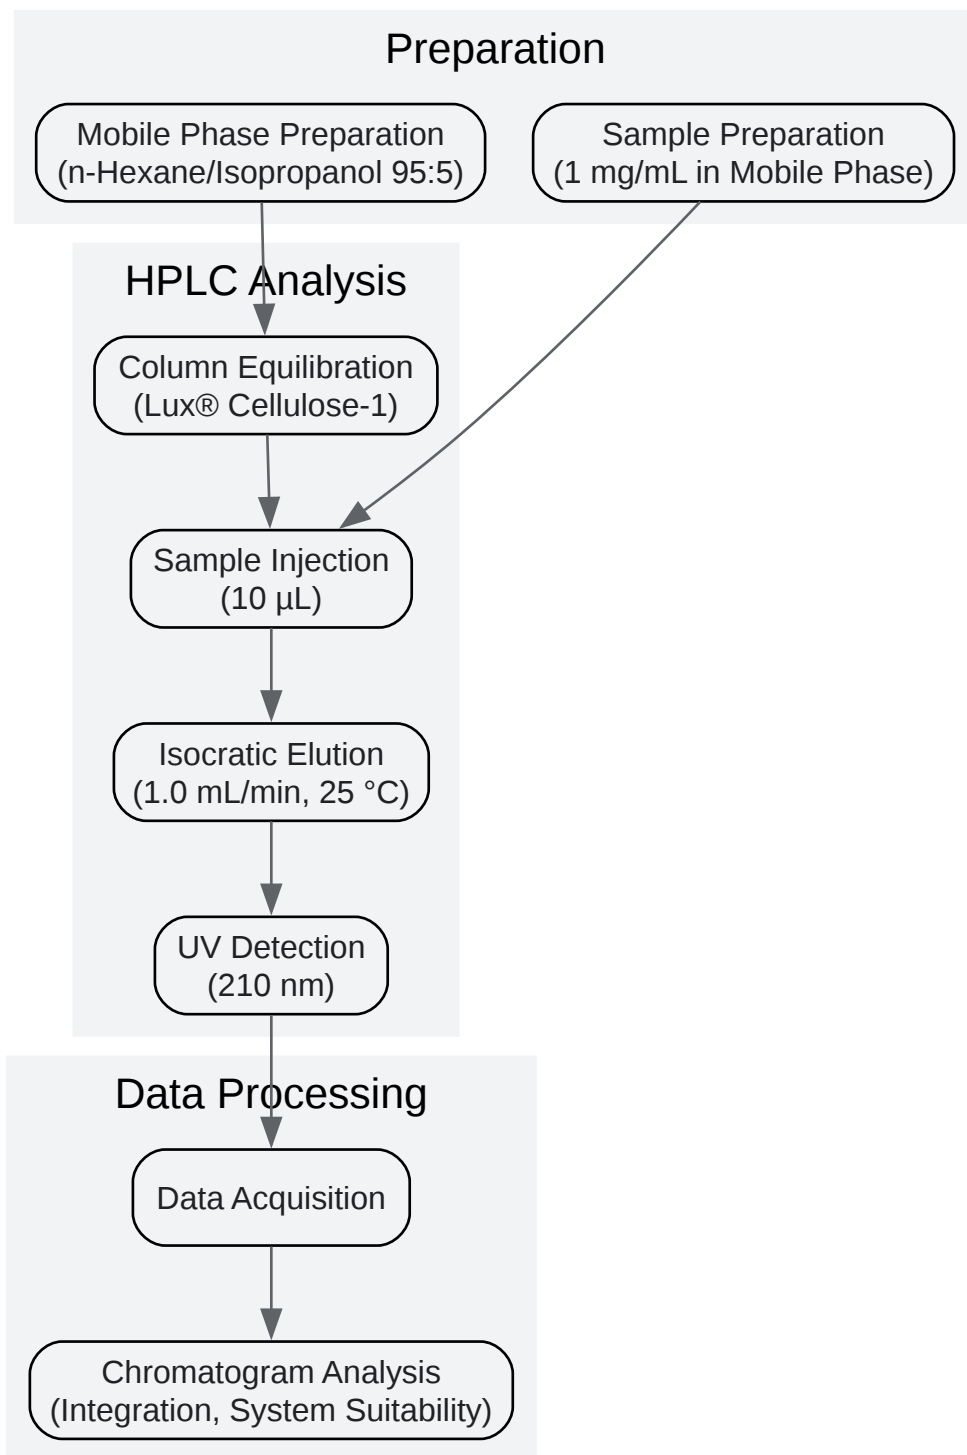 Preparation
Mobile Phase Preparation
(n-Hexane/Isopropanol 95:5)
Sample Preparation
(1 mg/mL in Mobile Phase)
HPLC Analysis
Column Equilibration
(Lux® Cellulose-1)
Sample Injection
(10 µL)
Isocratic Elution
(1.0 mL/min, 25 °C)
UV Detection
(210 nm)
Data Processing
Data Acquisition
Chromatogram Analysis
(Integration, System Suitability)